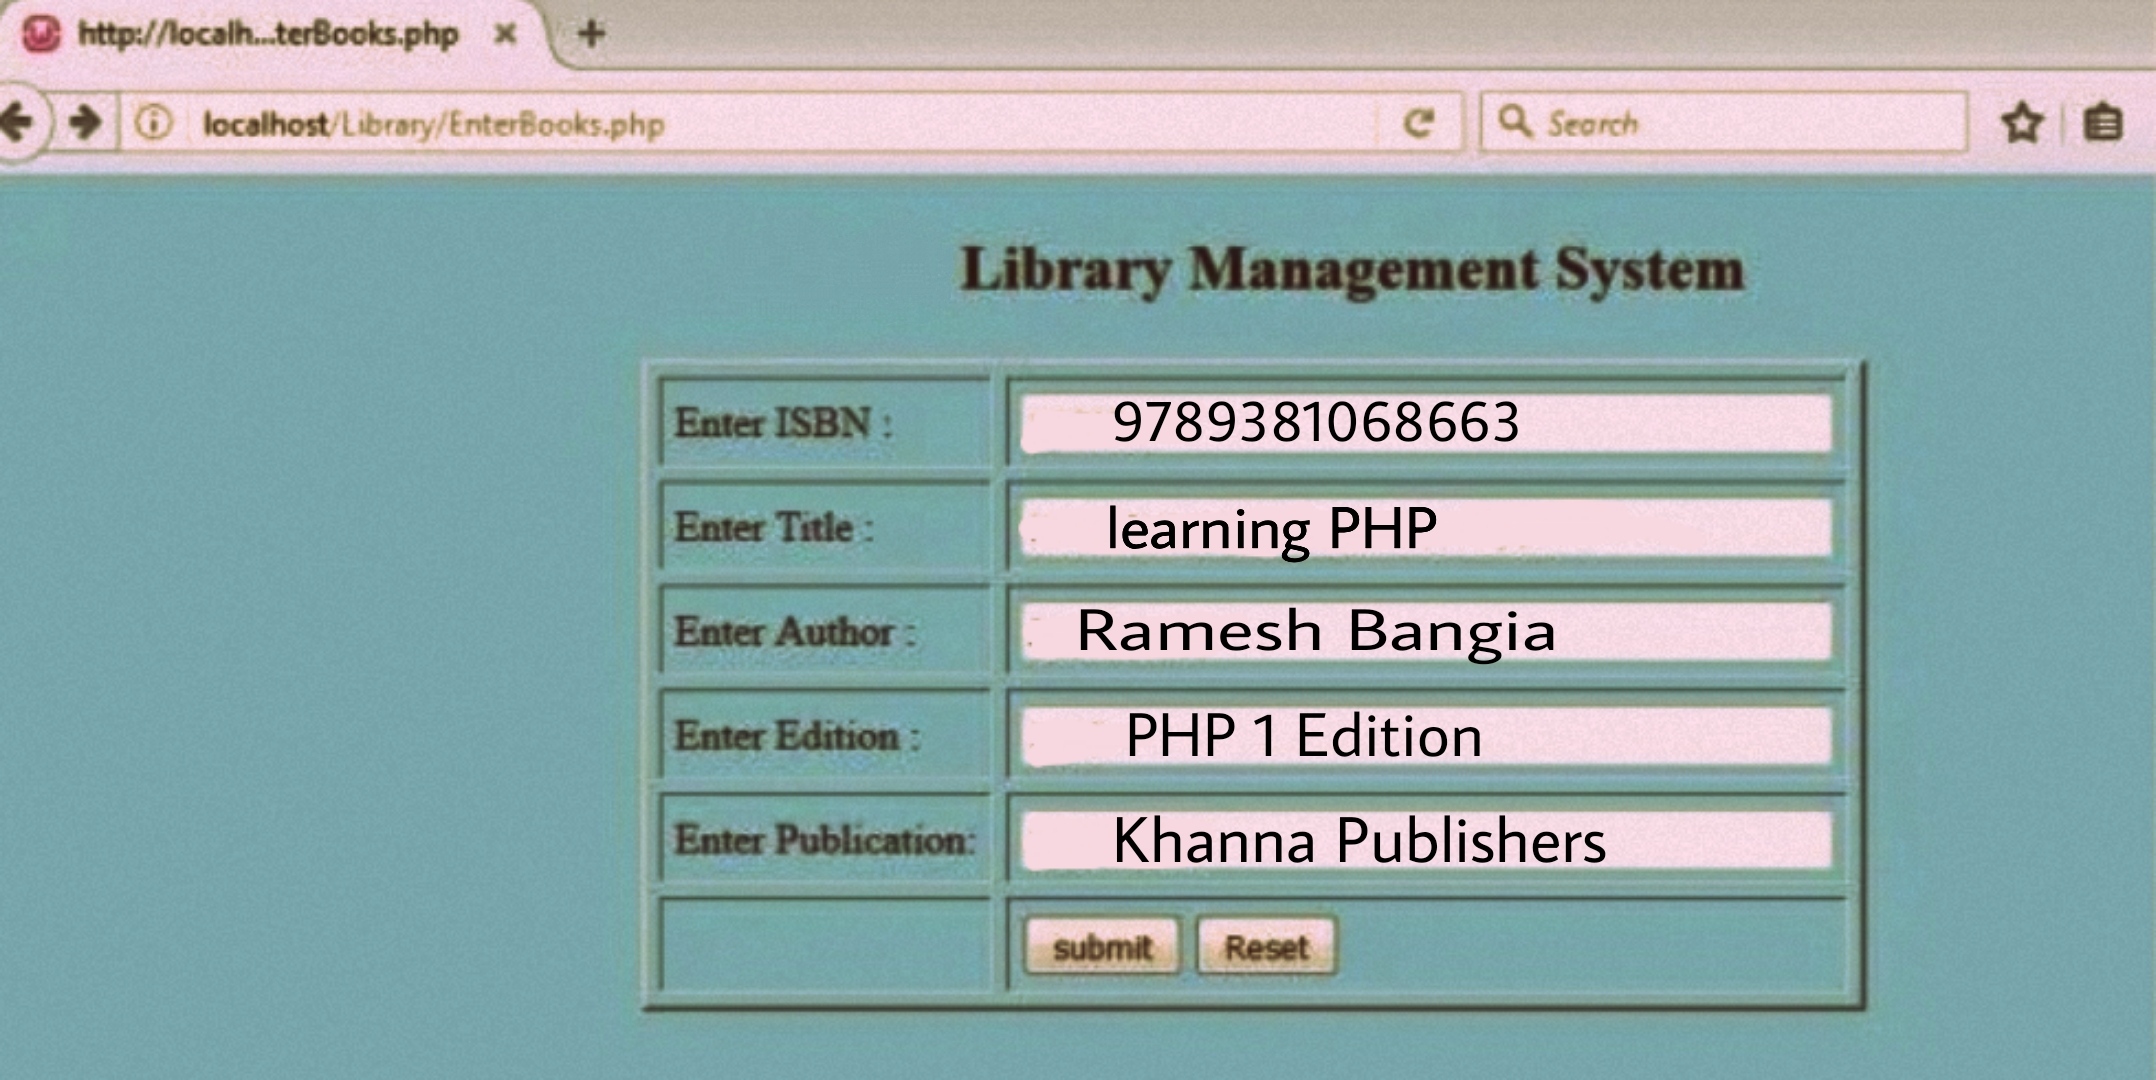 http://localh...terBooks.php
localhost/Library/EnterBooks.php Search
Library Management System
Enter ISBN : 9789381068663
Enter Title : learning PHP
Enter Author : Ramesh Bangia
Enter Edition : PHP 1 Edition
Enter Publication: Khanna Publishers
submit Reset